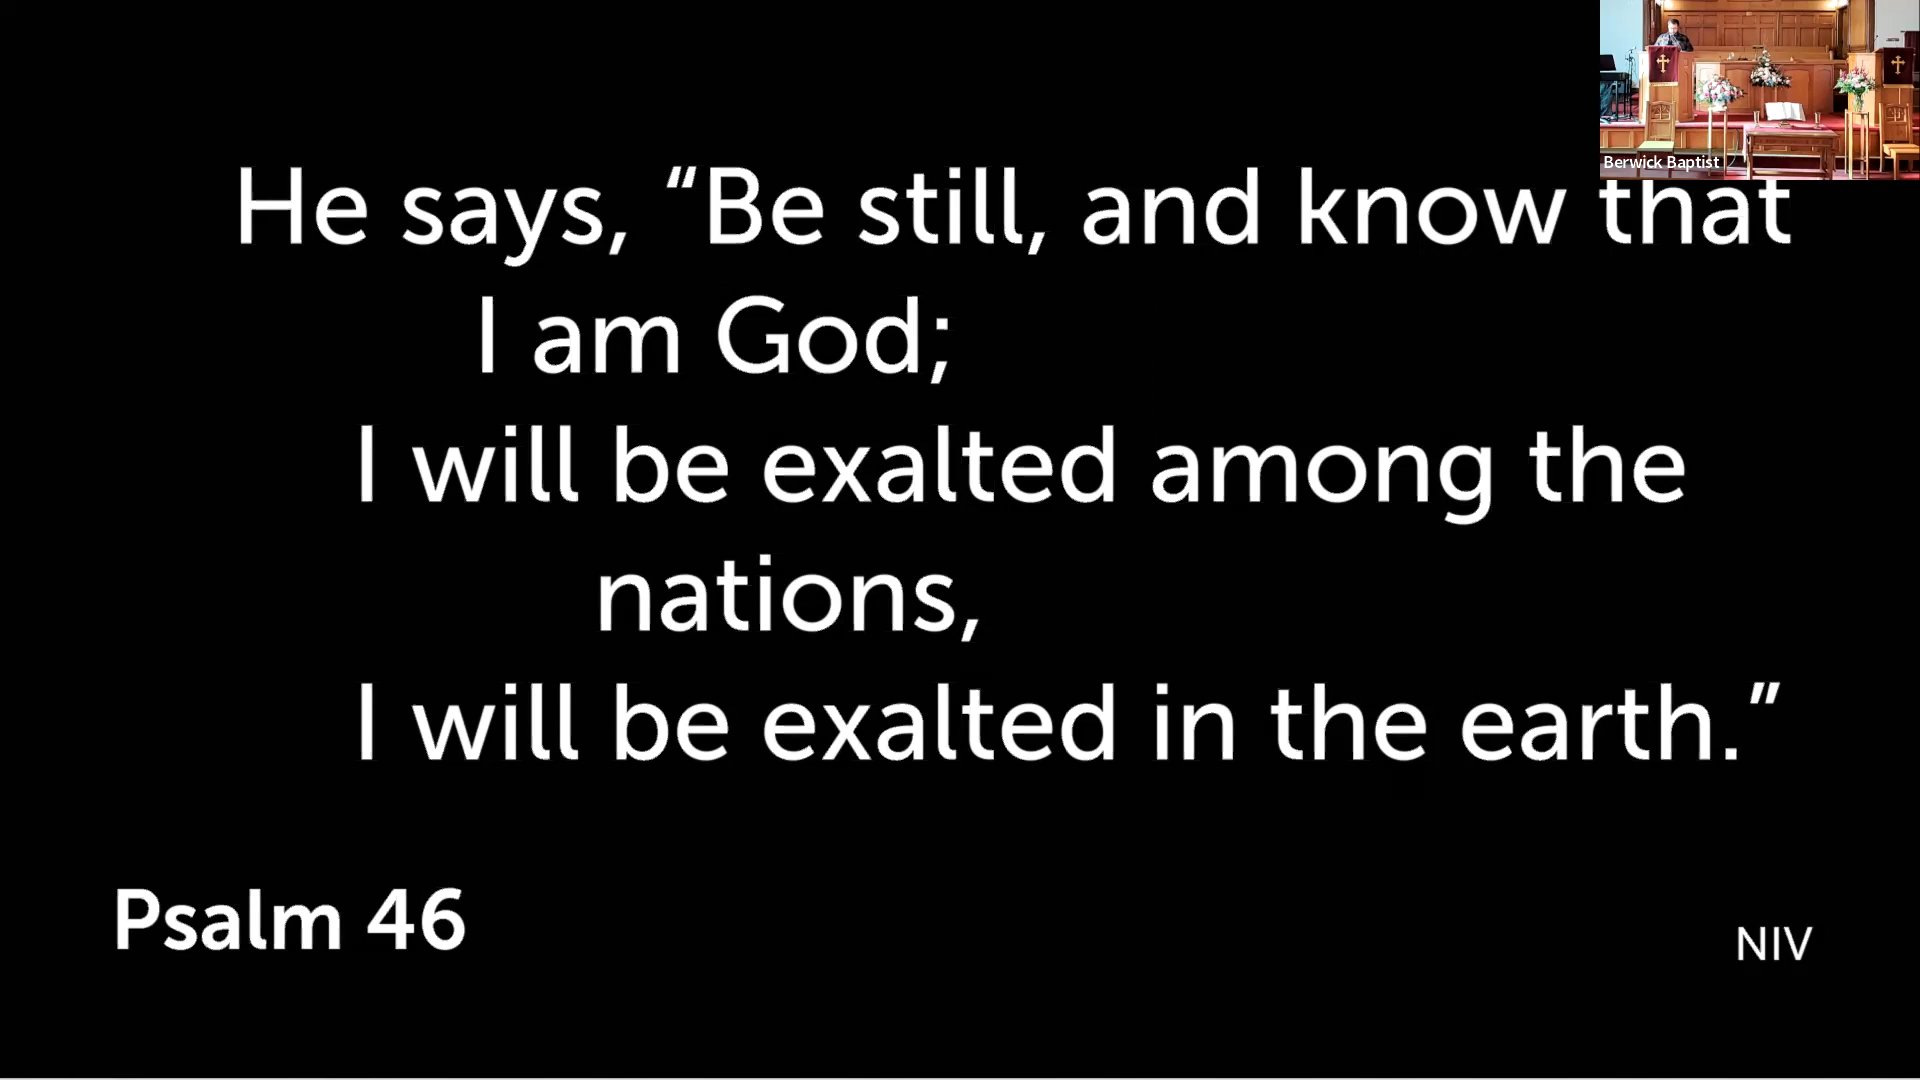 Berwick Baptist
He says, “Be still, and know that
I am God;
I will be exalted among the
nations,
I will be exalted in the earth.”
Psalm 46
NIV